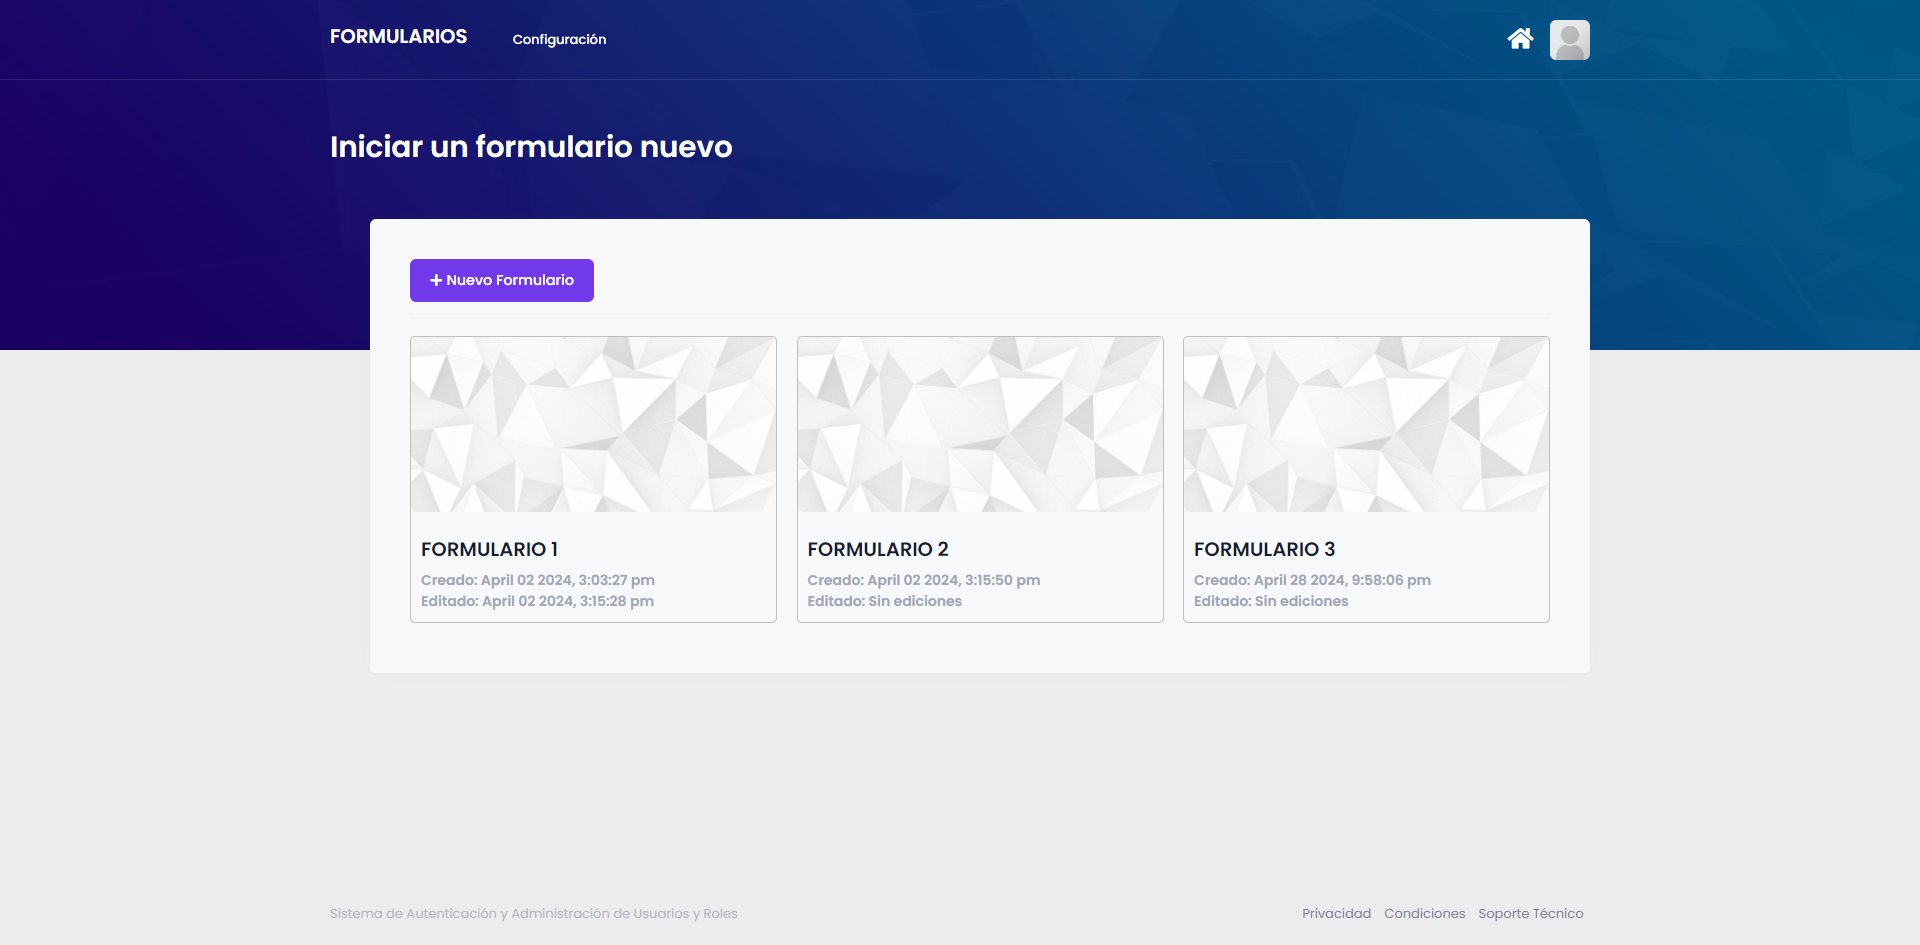 FORMULARIOS
Configuración
Iniciar un formulario nuevo
Nuevo Formulario
FORMULARIO 1
Creado: April 02 2024, 3:03:27 pm
Editado: April 02 2024, 3:15:28 pm
FORMULARIO 2
Creado: April 02 2024, 3:15:50 pm
Editado: Sin ediciones
FORMULARIO 3
Creado: April 28 2024, 9:58:06 pm
Editado: Sin ediciones
Sistema de Autenticación y Administración de Usuarios y Roles
Privacidad Condiciones Soporte Técnico